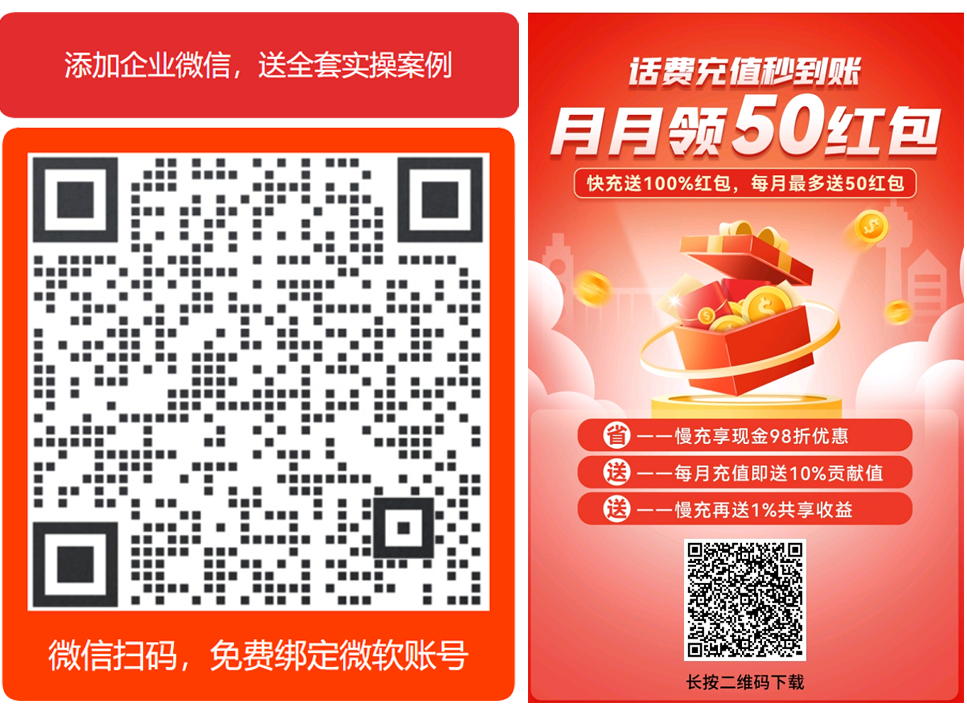 添加企业微信，送全套实操案例
微信扫码，免费绑定微软账号
话费充值秒到账
月月领50红包
快充送100%红包，每月最多送50红包
省——慢充享现金98折优惠
送——每月充值即送10%贡献值
送——慢充再送1%共享收益
长按二维码下载